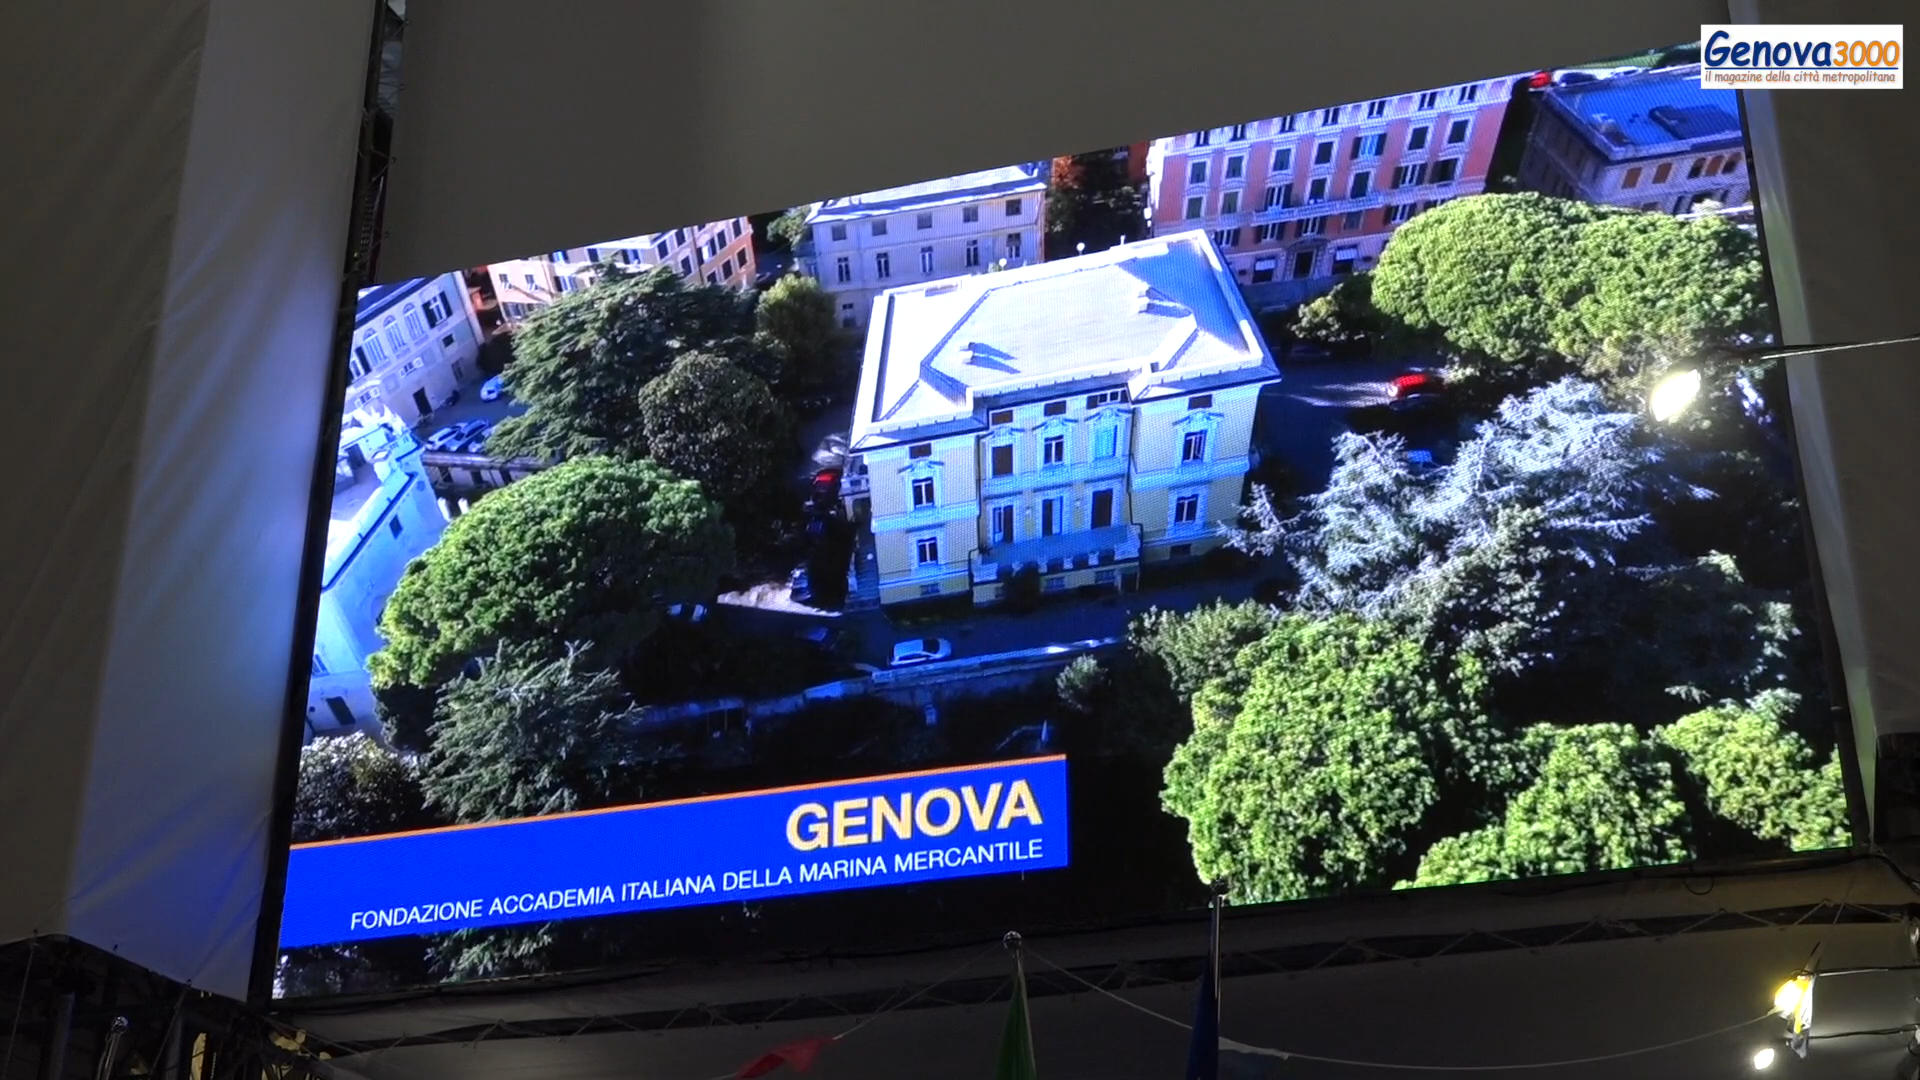 Genova3000
il magazine della città metropolitana
GENOVA
FONDAZIONE ACCADEMIA ITALIANA DELLA MARINA MERCANTILE